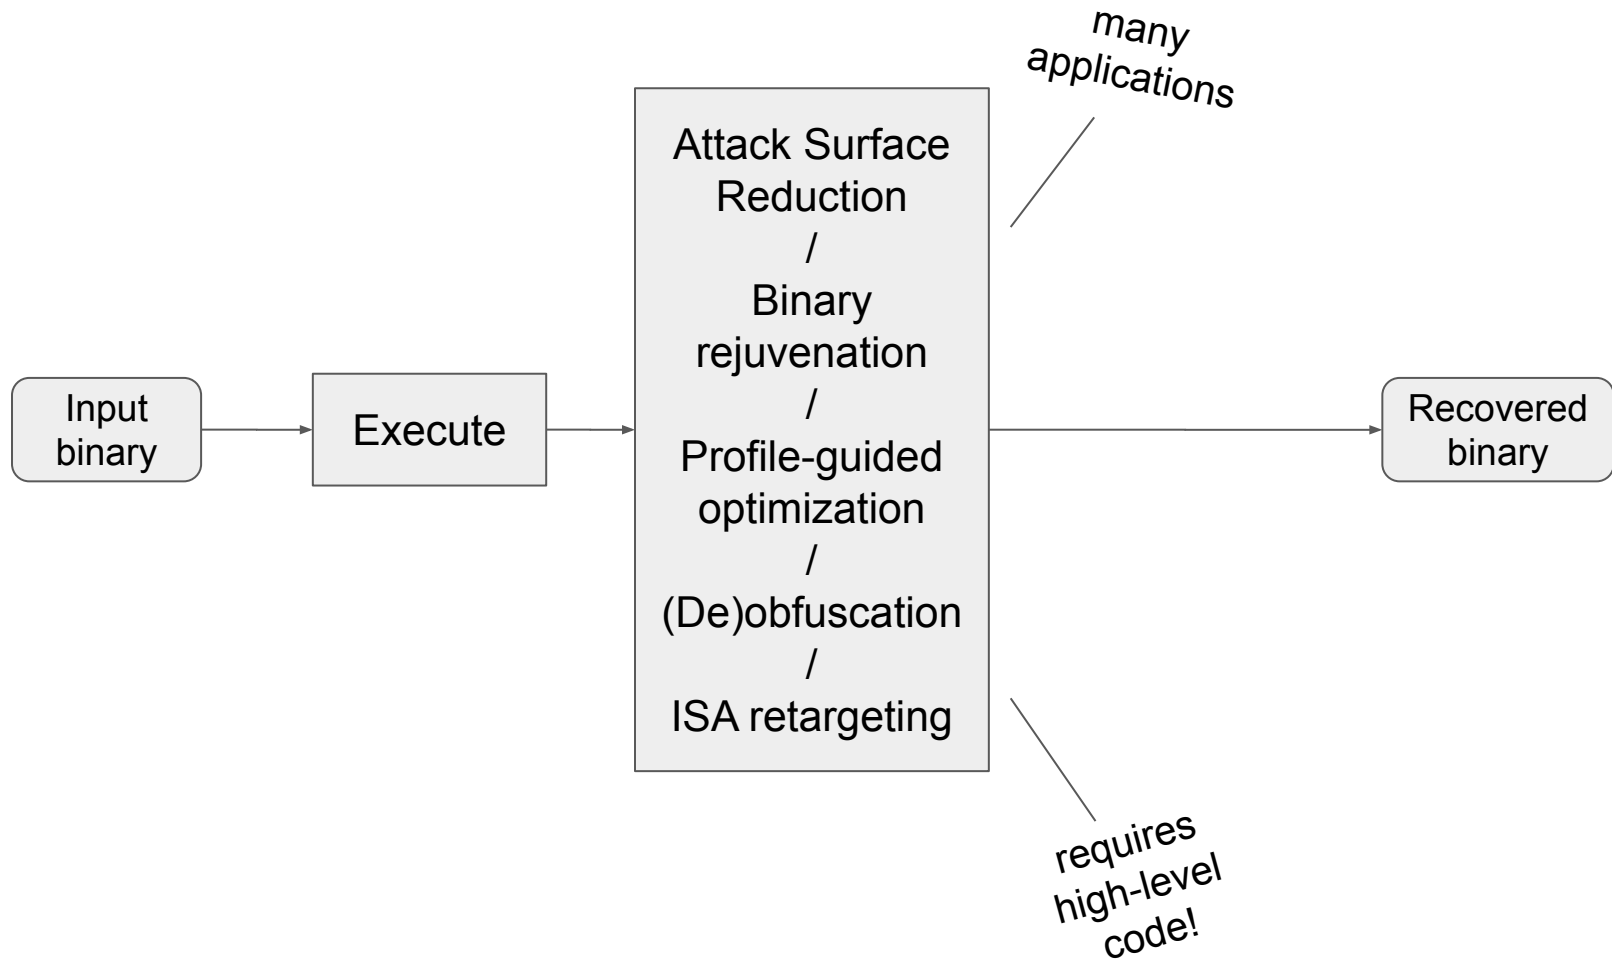 many
applications
Attack Surface
Reduction
/
Binary
rejuvenation
/
Profile-guided
optimization
/
(De)obfuscation
/
ISA retargeting
Input
binary
Execute
Recovered
binary
requires
high-level
code!